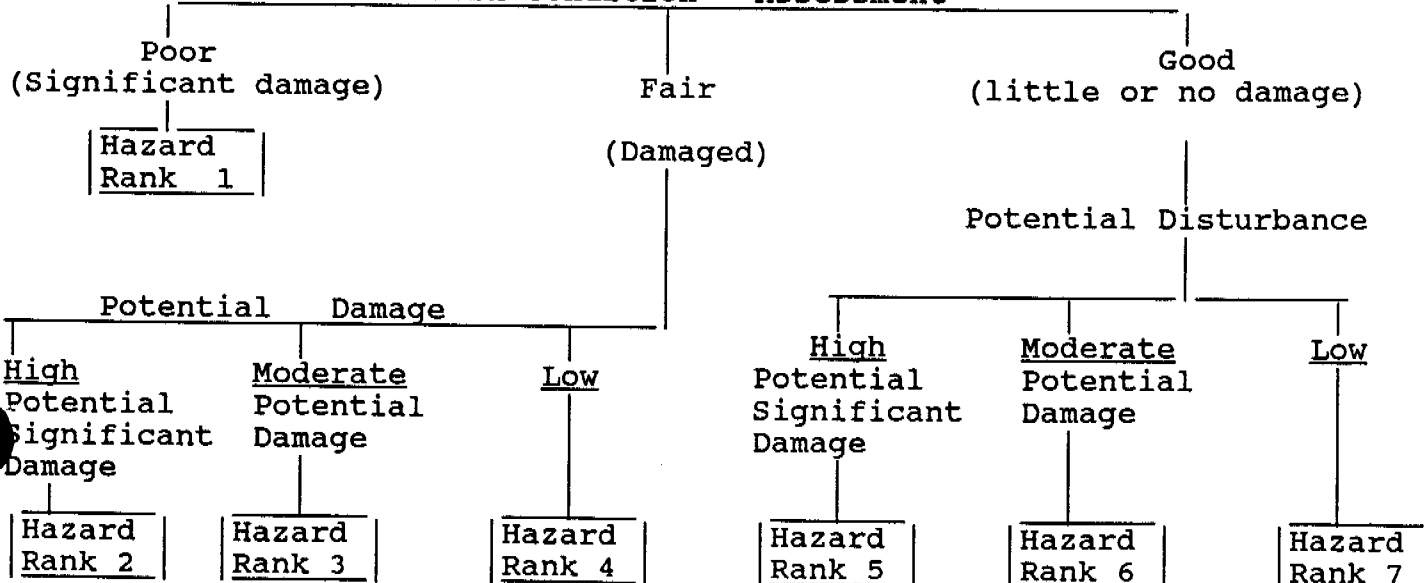 Assessment
Poor
(Significant damage)
Hazard
Rank 1
Fair
(Damaged)
Good
(little or no damage)
Potential Disturbance
Potential Damage
High
Potential
Significant
Damage
Hazard
Rank 2
Moderate
Potential
Damage
Hazard
Rank 3
Low
Hazard
Rank 4
High
Potential
Significant
Damage
Hazard
Rank 5
Moderate
Potential
Damage
Hazard
Rank 6
Low
Hazard
Rank 7